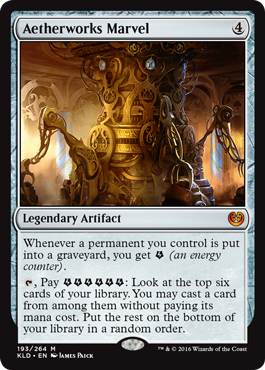 Aetherworks Marvel 4
Legendary Artifact
Whenever a permanent you control is put
into a graveyard, you get (an energy
counter).
, Pay : Look at the top six
cards of your library. You may cast a card
from among them without paying its
mana cost. Put the rest on the bottom of
your library in a random order.
193/264 M
KLD • EN James Paick
™ & © 2016 Wizards of the Coast